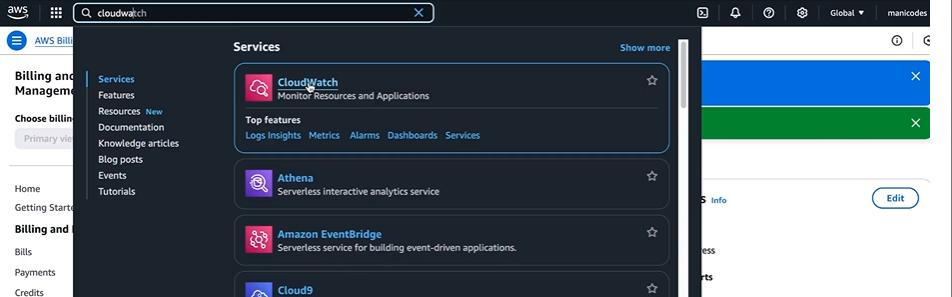 aws
cloudwatch
Global
manicodes
AWS Billi
Billing and
Management
Choose billing
Primary vie
Home
Getting Starte
Billing and
Bills
Payments
Credits
Services
Features
Resources New
Documentation
Knowledge articles
Blog posts
Events
Tutorials
Services
Show more
CloudWatch
Monitor Resources and Applications
Top features
Logs Insights Metrics Alarms Dashboards Services
Athena
Serverless interactive analytics service
Amazon EventBridge
Serverless service for building event-driven applications.
Cloud9
s Info
Edit
ress
rts